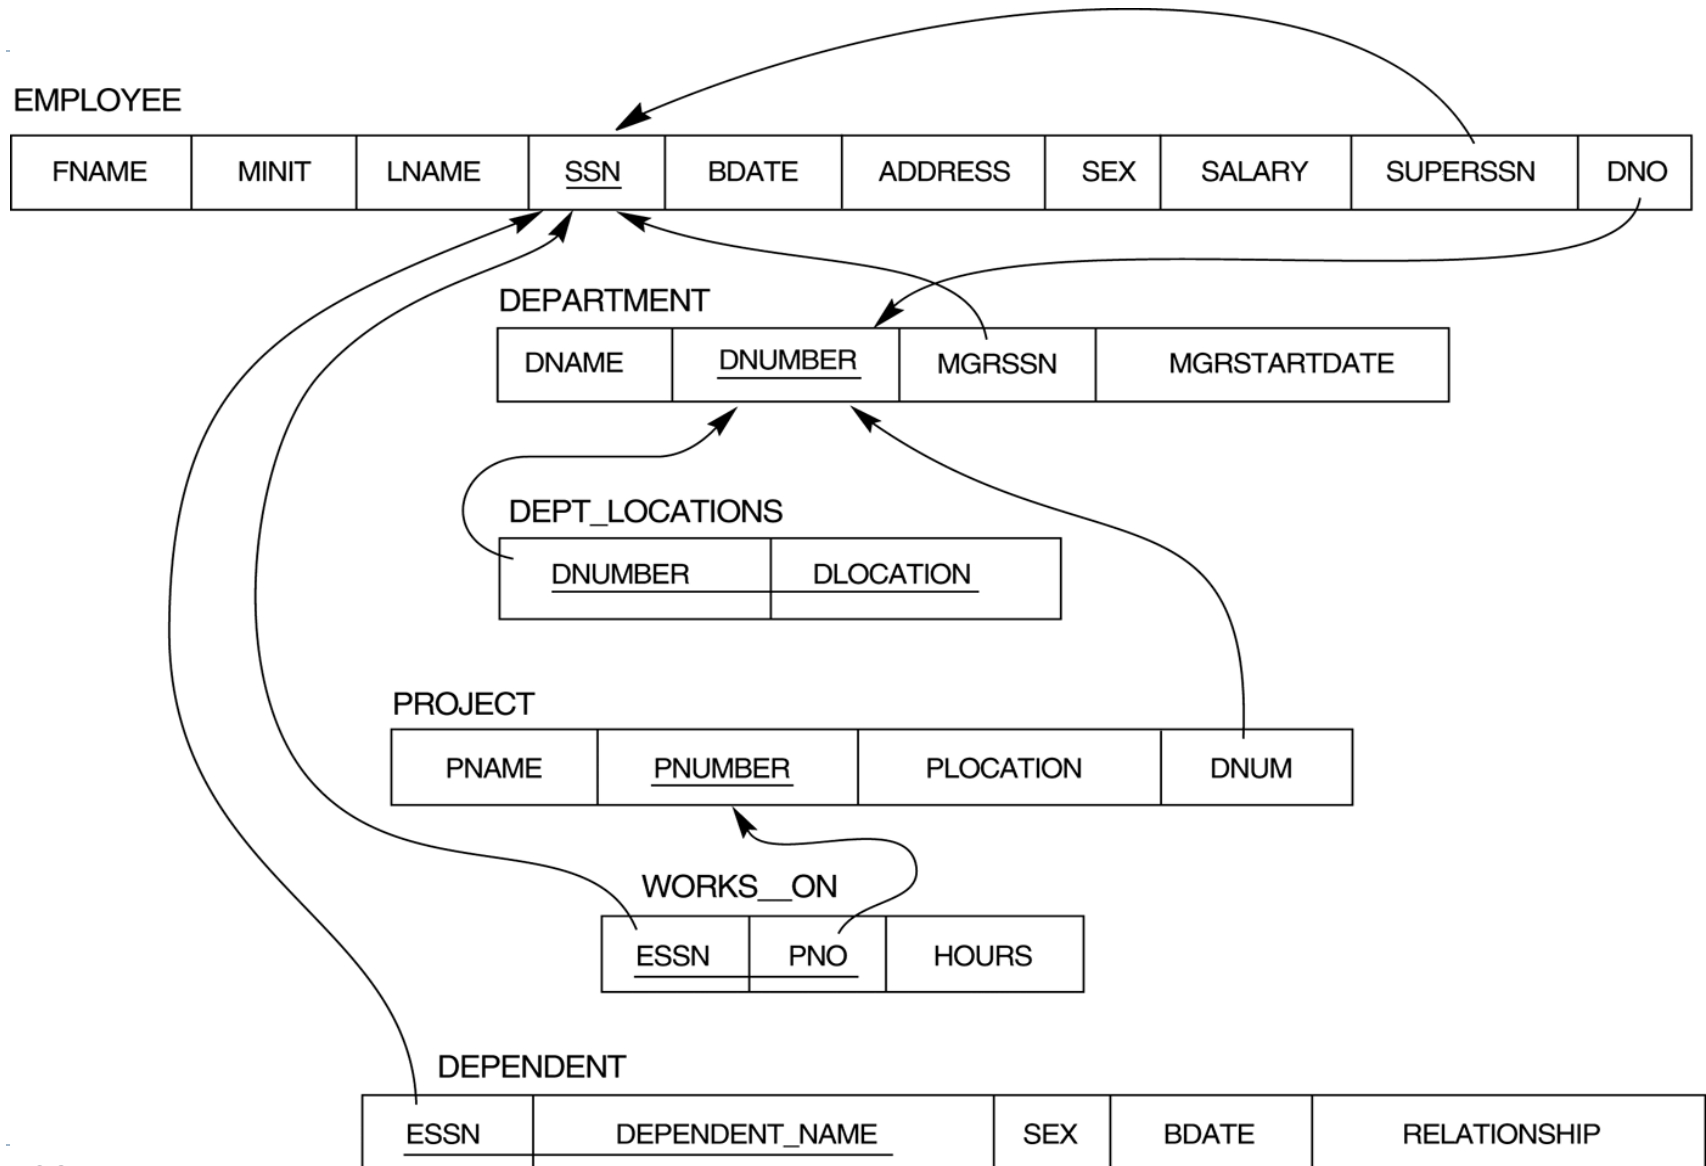 EMPLOYEE
FNAME MINIT LNAME SSN BDATE ADDRESS SEX SALARY SUPERSSN DNO
DEPARTMENT
DNAME DNUMBER MGRSSN MGRSTARTDATE
DEPT_LOCATIONS
DNUMBER DLOCATION
PROJECT
PNAME PNUMBER PLOCATION DNUM
WORKS__ON
ESSN PNO HOURS
DEPENDENT
ESSN DEPENDENT_NAME SEX BDATE RELATIONSHIP